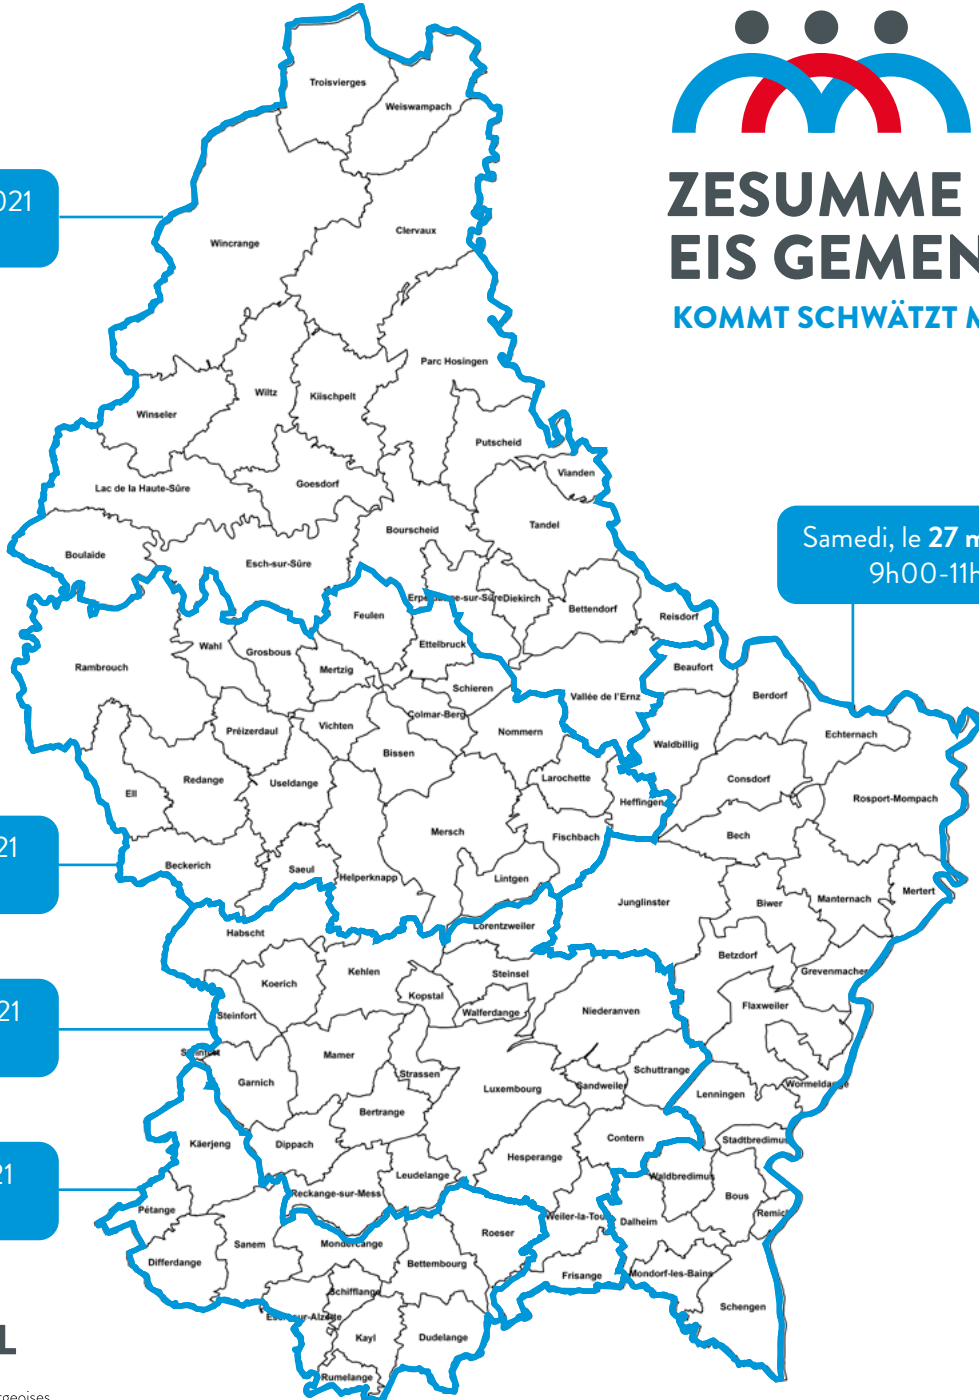 ZESUMME
EIS GEMEN
KOMMT SCHWÄTZT M
021
Samedi, le 27 m
9h00-11h
21
21
21
L
rgeoises
Troisvierges
Weiswampach
Clervaux
Wincrange
Parc Hosingen
Wiltz
Kiischpelt
Winseler
Putscheid
Vianden
Goesdorf
Lac de la Haute-Sûre
Tandel
Bourscheid
Boulaide
Esch-sur-Sûre
Diekirch
Bettendorf
Feulen
Reisdorf
Ettelbruck
Wahl
Grosbous
Mertzig
Rambrouch
Beaufort
Schieren
Vallée de l'Ernz
Berdorf
Colmar-Berg
Vichten
Préizerdaul
Nommern
Echternach
Waldbillig
Bissen
Redange
Useldange
Larochette
Consdorf
Ell
Heffingen
Rosport-Mompach
Mersch
Fischbach
Bech
Beckerich
Saeul
Helperknapp
Lintgen
Mertert
Manternach
Junglinster
Biwer
Lorentzweiler
Habscht
Betzdorf
Kehlen
Steinsel
Grevenmacher
Koerich
Kopstal
Flaxweiler
Walferdange
Niederanven
Steinfort
Mamer
Schuttrange
Strassen
Garnich
Luxembourg
Sandweiler
Wormeldange
Lenningen
Bertrange
Contern
Stadtbredimus
Käerjeng
Dippach
Hesperange
Leudelange
Waldbredimus
Reckange-sur-Mess
Bous
Pétange
Remich
Weiler-la-Tour
Dalheim
Roeser
Sanem
Mondercange
Differdange
Bettembourg
Frisange
Mondorf-les-Bains
Schifflange
Schengen
Kayl
Dudelange
Rumelange